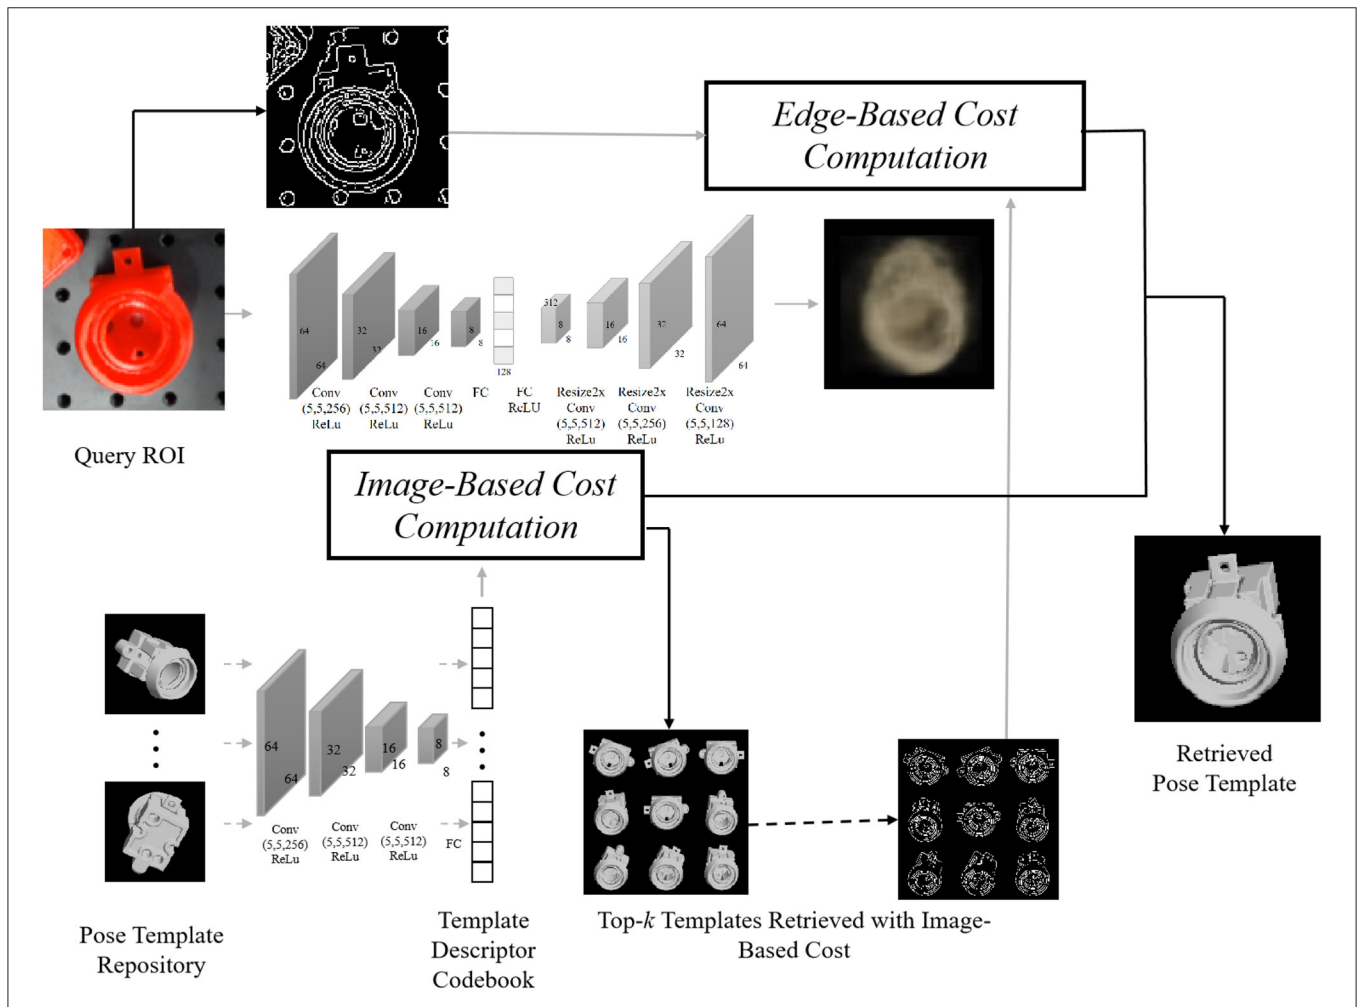 Edge-Based Cost
Computation
64
64
32
32
16
16
8
8
128
512
8
8
16
16
32
32
64
64
Conv
(5,5,256)
ReLu
Conv
(5,5,512)
ReLu
Conv
(5,5,512)
ReLu
FC
FC
ReLU
Resize2x
Conv
(5,5,512)
ReLu
Resize2x
Conv
(5,5,256)
ReLu
Resize2x
Conv
(5,5,128)
ReLu
Query ROI
Image-Based Cost
Computation
64
64
32
32
16
16
8
8
Conv
(5,5,256)
ReLu
Conv
(5,5,512)
ReLu
Conv
(5,5,512)
ReLu
FC
Retrieved
Pose Template
Pose Template
Repository
Template
Descriptor
Codebook
Top-k Templates Retrieved with Image-
Based Cost